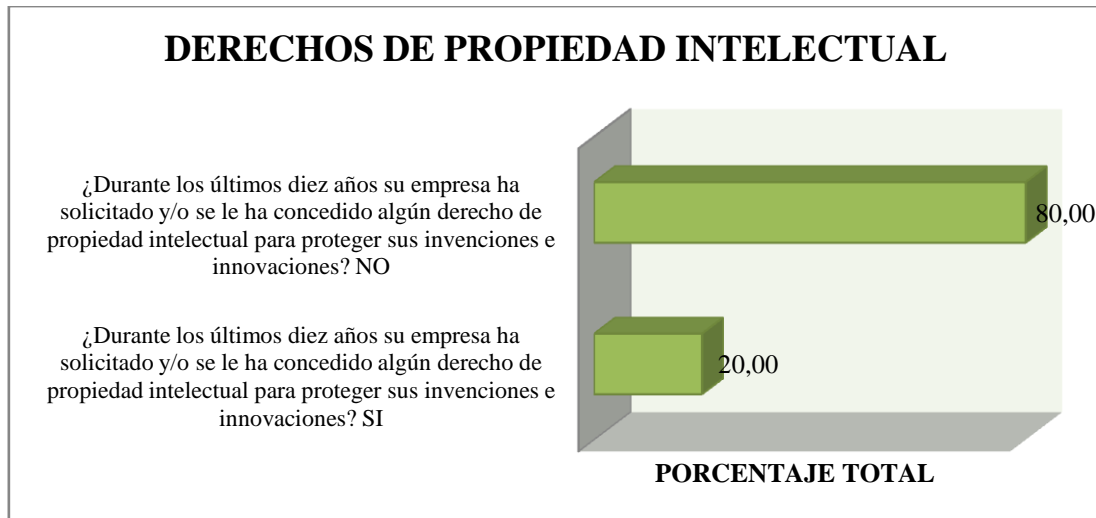 DERECHOS DE PROPIEDAD INTELECTUAL
¿Durante los últimos diez años su empresa ha
solicitado y/o se le ha concedido algún derecho de
propiedad intelectual para proteger sus invenciones e
innovaciones? NO
80,00
¿Durante los últimos diez años su empresa ha
solicitado y/o se le ha concedido algún derecho de
propiedad intelectual para proteger sus invenciones e
innovaciones? SI
20,00
PORCENTAJE TOTAL